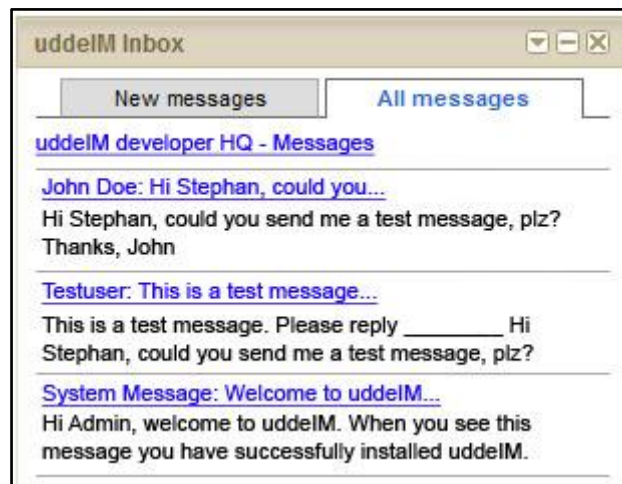 uddeIM Inbox
New messages
All messages
uddeIM developer HQ - Messages
John Doe: Hi Stephan, could you...
Hi Stephan, could you send me a test message, plz?
Thanks, John
Testuser: This is a test message...
This is a test message. Please reply ________ Hi
Stephan, could you send me a test message, plz?
System Message: Welcome to uddeIM...
Hi Admin, welcome to uddeIM. When you see this
message you have successfully installed uddeIM.